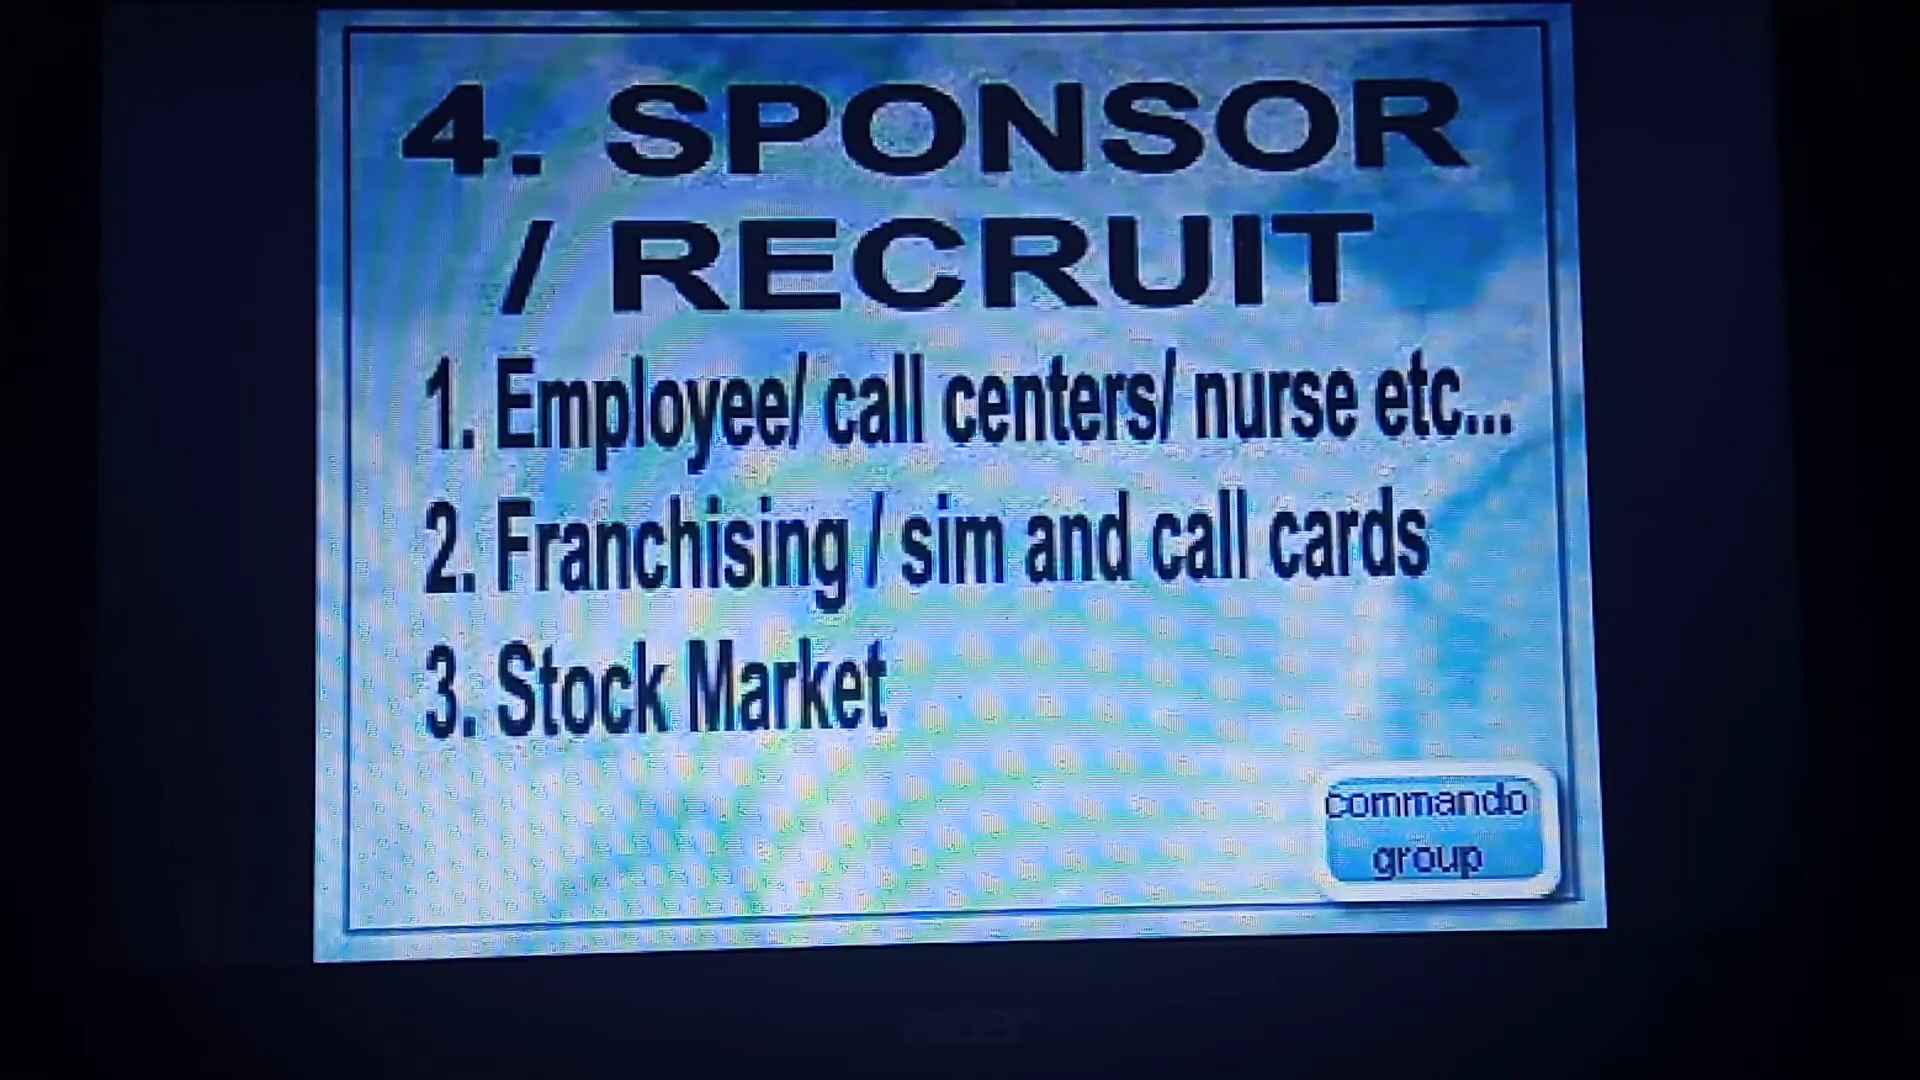 4. SPONSOR
/ RECRUIT
1. Employee/ call centers/ nurse etc...
2. Franchising / sim and call cards
3. Stock Market
commando
group
acer